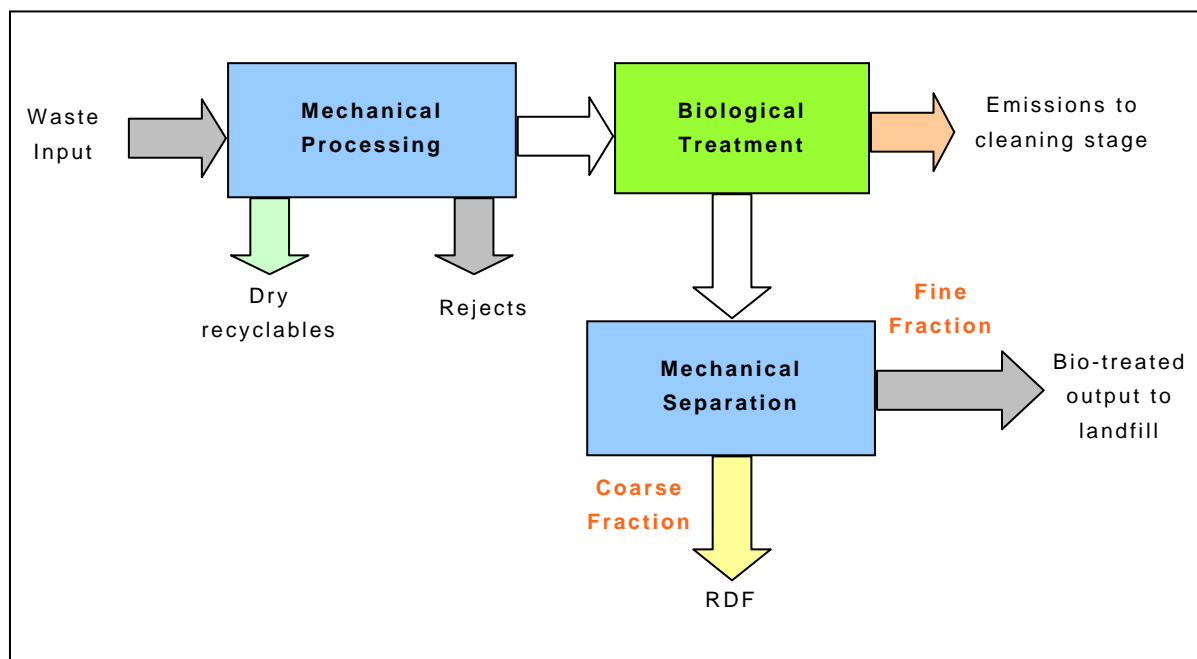 Waste
Input
Mechanical
Processing
Biological
Treatment
Emissions to
cleaning stage
Dry
recyclables
Rejects
Fine
Fraction
Mechanical
Separation
Bio-treated
output to
landfill
Coarse
Fraction
RDF